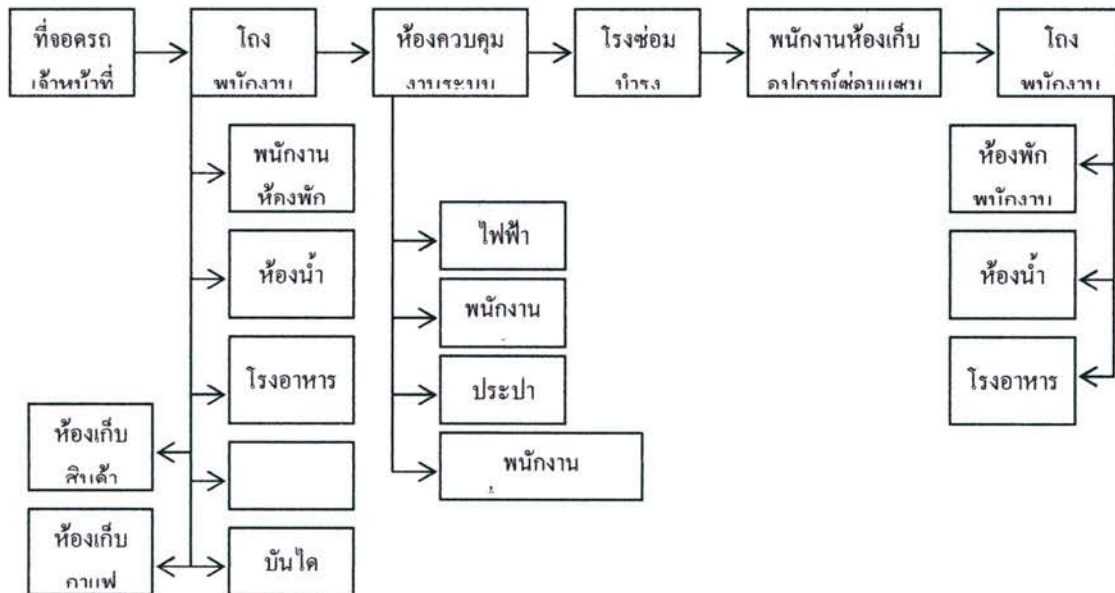 ที่จอดรถ
เจ้าหน้าที่
โถง
พนักงาน
ห้องควบคุม
งานระบบ
โรงซ่อม
บำรุง
พนักงานห้องเก็บ
อุปกรณ์ซ่อมแซม
โถง
พนักงาน
พนักงาน
ห้องพัก
ห้องน้ำ
โรงอาหาร
ห้องเก็บ
สินค้า
ห้องเก็บ
กาแฟ
บันได
ไฟฟ้า
พนักงาน
ประปา
พนักงาน
ห้องพัก
พนักงาน
ห้องน้ำ
โรงอาหาร